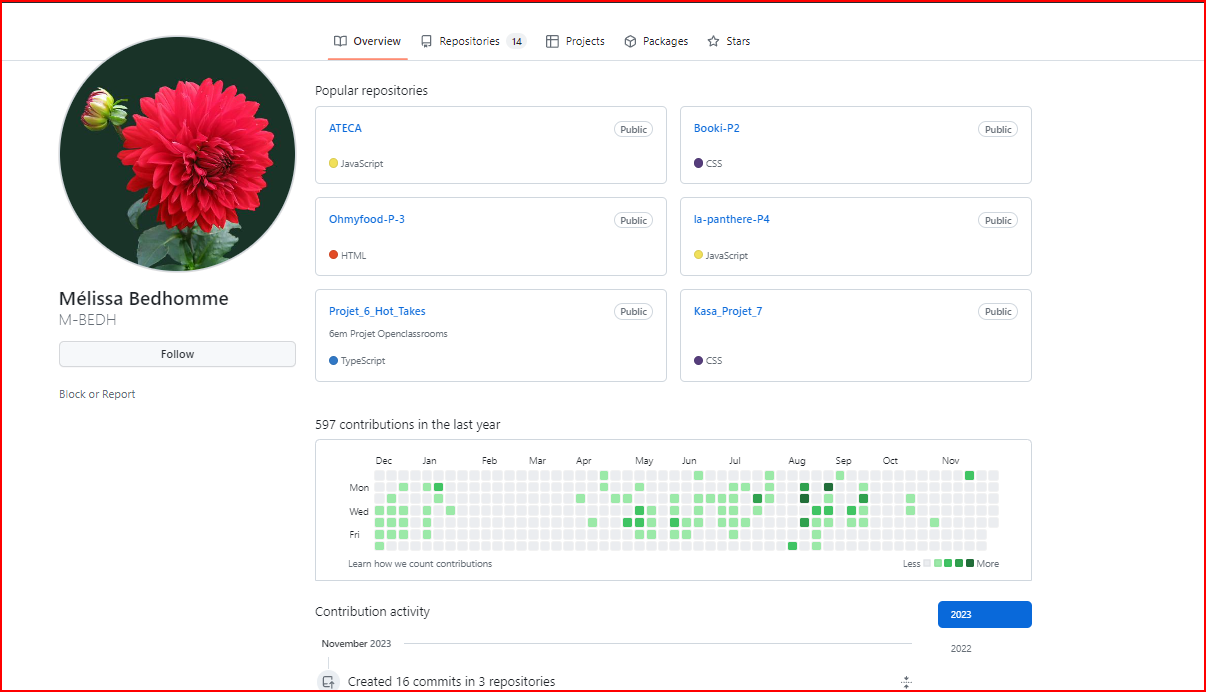 Overview Repositories 14 Projects Packages Stars
Mélissa Bedhomme
M-BEDH
Follow
Block or Report
Popular repositories
ATECA Public
JavaScript
Booki-P2 Public
CSS
Ohmyfood-P-3 Public
HTML
la-panthere-P4 Public
JavaScript
Projet_6_Hot_Takes Public
6em Projet Openclassrooms
TypeScript
Kasa_Projet_7 Public
CSS
597 contributions in the last year
Dec Jan Feb Mar Apr May Jun Jul Aug Sep Oct Nov
Mon
Wed
Fri
Learn how we count contributions
Less More
Contribution activity
2023
2022
November 2023
Created 16 commits in 3 repositories